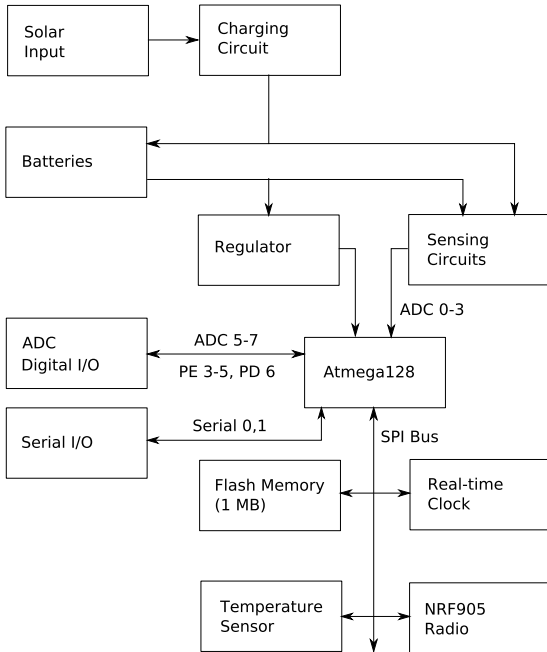 Solar
Input
Charging
Circuit
Batteries
Regulator
Sensing
Circuits
ADC 0-3
ADC
Digital I/O
ADC 5-7
PE 3-5, PD 6
Atmega128
Serial I/O
Serial 0,1
SPI Bus
Flash Memory
(1 MB)
Real-time
Clock
Temperature
Sensor
NRF905
Radio